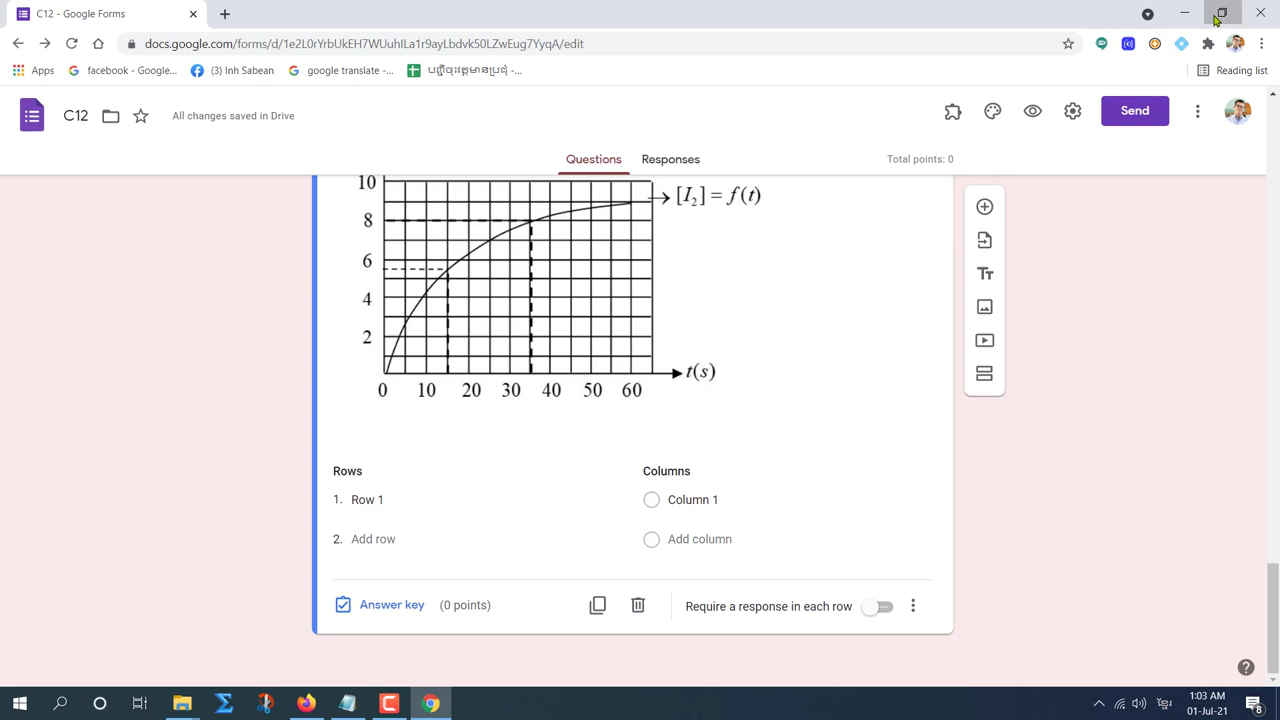 C12 - Google Forms
docs.google.com/forms/d/1e2L0rYrbUkEH7WUuhILa1fdayLbdvk50LZwEug7YyqA/edit
Apps
facebook - Google...
(3) Inh Sabean
google translate -...
Reading list
C12
All changes saved in Drive
Send
Questions
Responses
Total points: 0
10
[I₂] = f(t)
8
6
4
2
t(s)
0 10 20 30 40 50 60
Rows
Columns
1. Row 1
Column 1
2. Add row
Add column
Answer key
(0 points)
Require a response in each row
1:03 AM
01-Jul-21
8